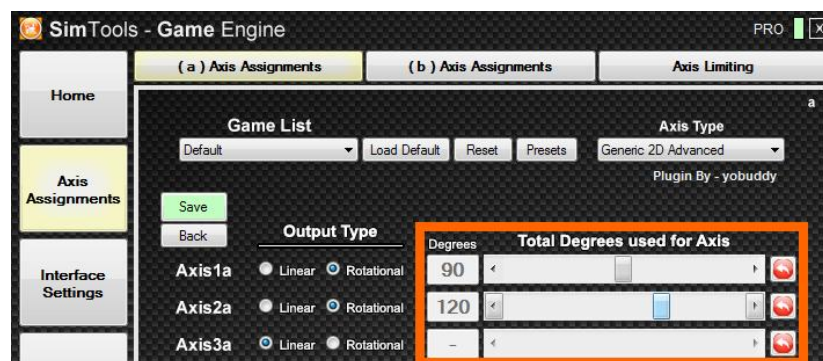 SimTools - Game Engine
PRO
X
( a ) Axis Assignments
( b ) Axis Assignments
Axis Limiting
Home
Axis Assignments
Interface Settings
a
Game List
Default
Load Default
Reset
Presets
Axis Type
Generic 2D Advanced
Plugin By - yobuddy
Save
Back
Output Type
Degrees
Total Degrees used for Axis
Axis1a
Linear
Rotational
90
Axis2a
Linear
Rotational
120
Axis3a
Linear
Rotational
-